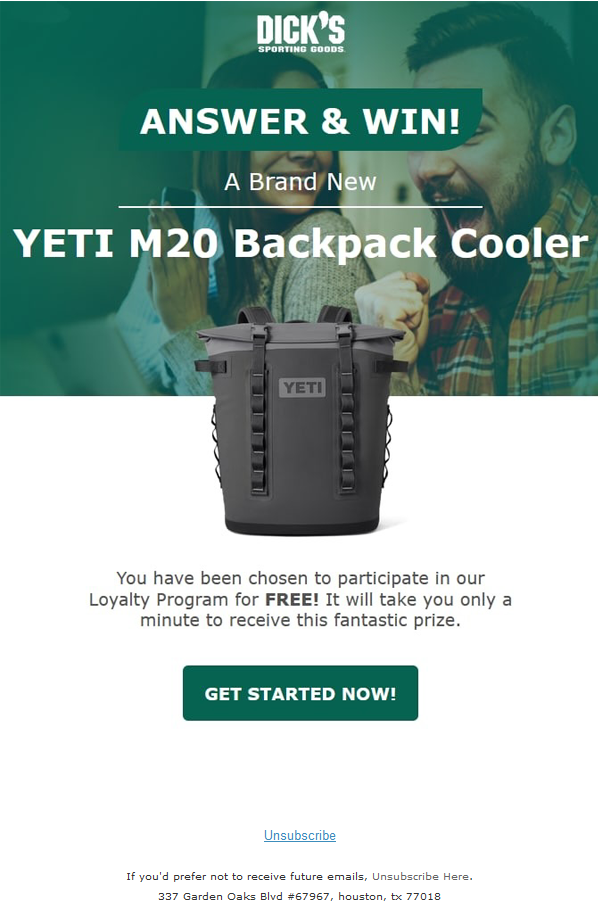 DICK'S
SPORTING GOODS
ANSWER & WIN!
A Brand New
YETI M20 Backpack Cooler
YETI
You have been chosen to participate in our
Loyalty Program for FREE! It will take you only a
minute to receive this fantastic prize.
GET STARTED NOW!
Unsubscribe
If you'd prefer not to receive future emails, Unsubscribe Here.
337 Garden Oaks Blvd #67967, houston, tx 77018